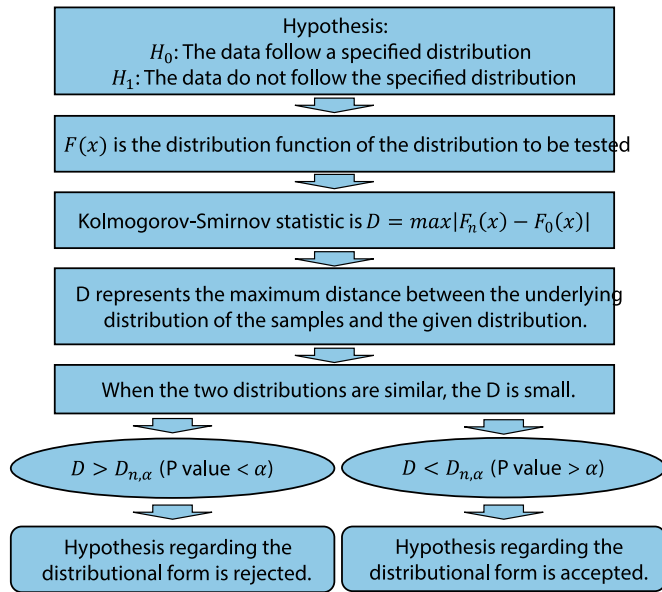 Hypothesis:
H₀: The data follow a specified distribution
H₁: The data do not follow the specified distribution
F(x) is the distribution function of the distribution to be tested
Kolmogorov-Smirnov statistic is D = max|Fₙ(x) − F₀(x)|
D represents the maximum distance between the underlying
distribution of the samples and the given distribution.
When the two distributions are similar, the D is small.
D > Dₙ,α (P value < α)
D < Dₙ,α (P value > α)
Hypothesis regarding the
distributional form is rejected.
Hypothesis regarding the
distributional form is accepted.